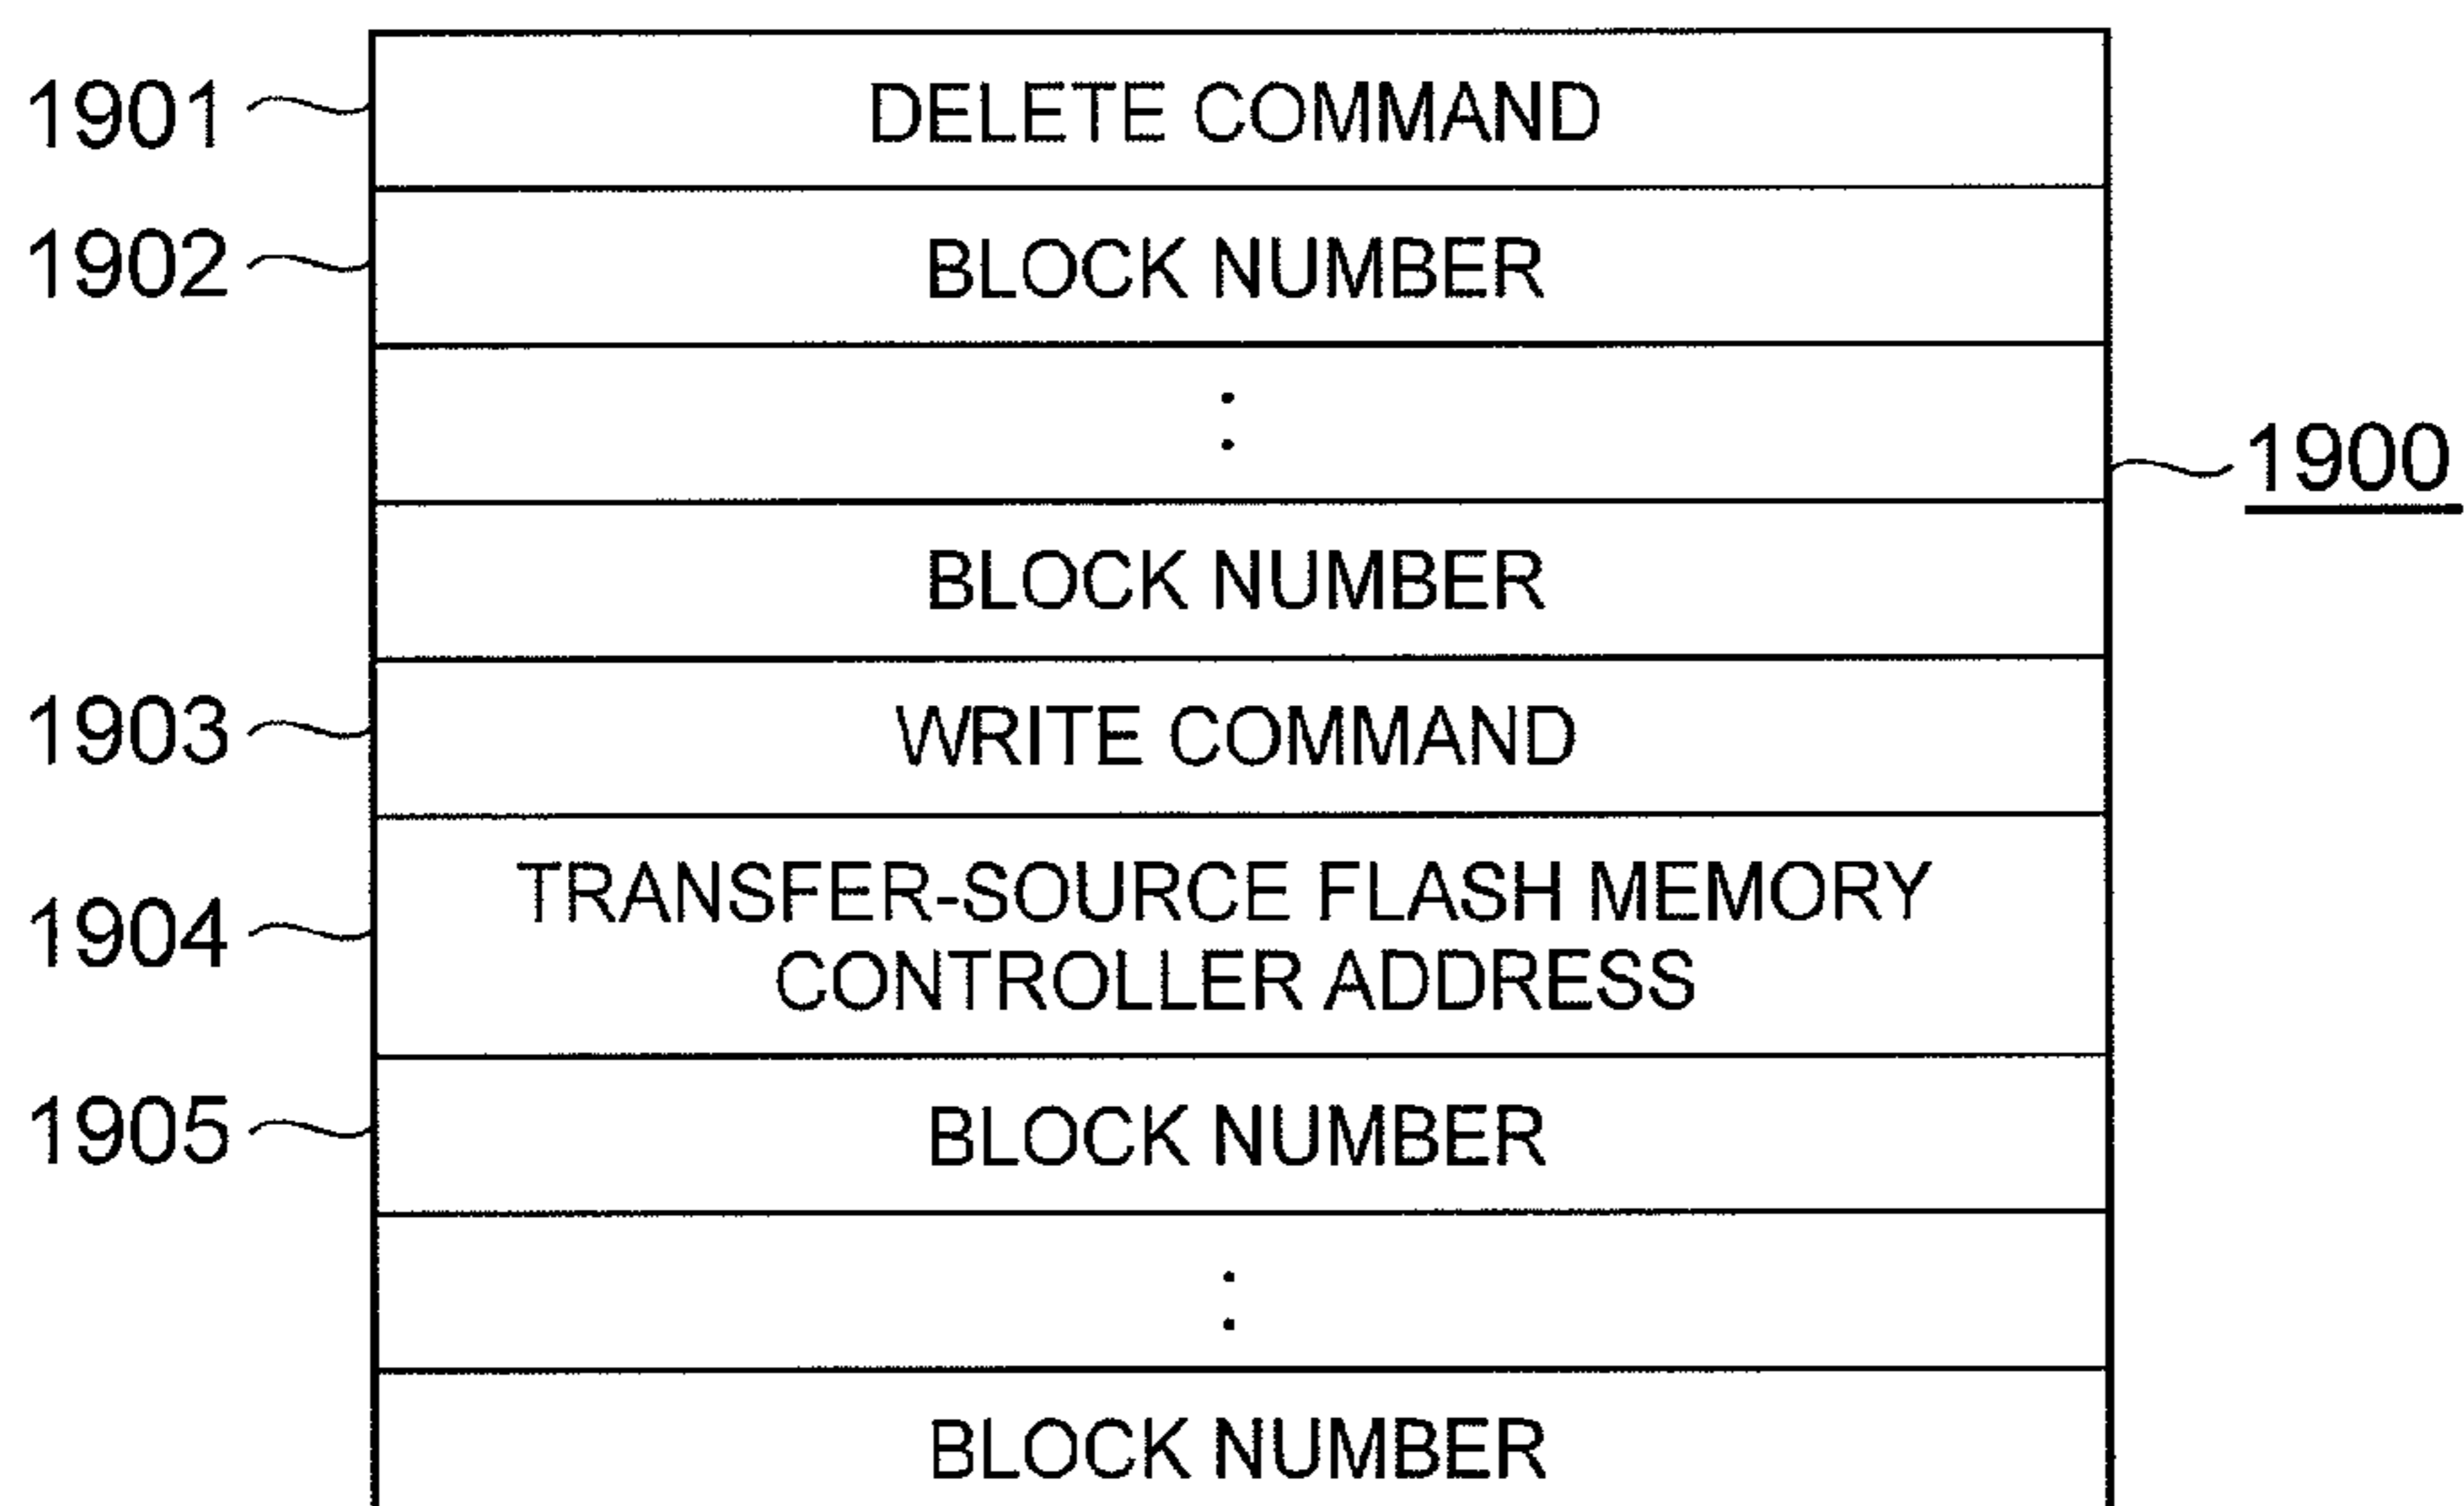 1901 DELETE COMMAND
1902 BLOCK NUMBER
:
1900
BLOCK NUMBER
1903 WRITE COMMAND
1904 TRANSFER-SOURCE FLASH MEMORY
CONTROLLER ADDRESS
1905 BLOCK NUMBER
:
BLOCK NUMBER